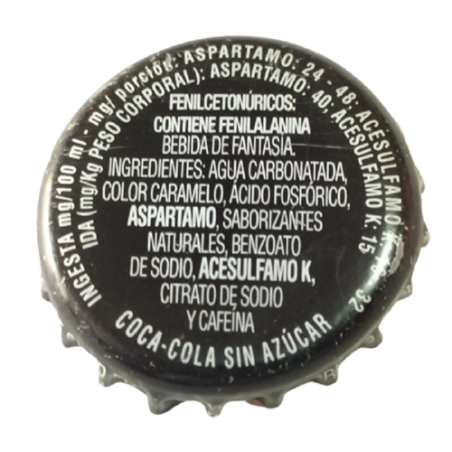 INGESTA mg/100 ml - mg/ porción: ASPARTAMO: 24 - 48; ACESULFAMO K: 32
IDA (mg/Kg PESO CORPORAL): ASPARTAMO: 40; ACESULFAMO K: 15
FENILCETONÚRICOS:
CONTIENE FENILALANINA
BEBIDA DE FANTASÍA.
INGREDIENTES: AGUA CARBONATADA,
COLOR CARAMELO, ÁCIDO FOSFÓRICO,
ASPARTAMO, SABORIZANTES
NATURALES, BENZOATO
DE SODIO, ACESULFAMO K,
CITRATO DE SODIO
Y CAFEÍNA
COCA-COLA SIN AZÚCAR